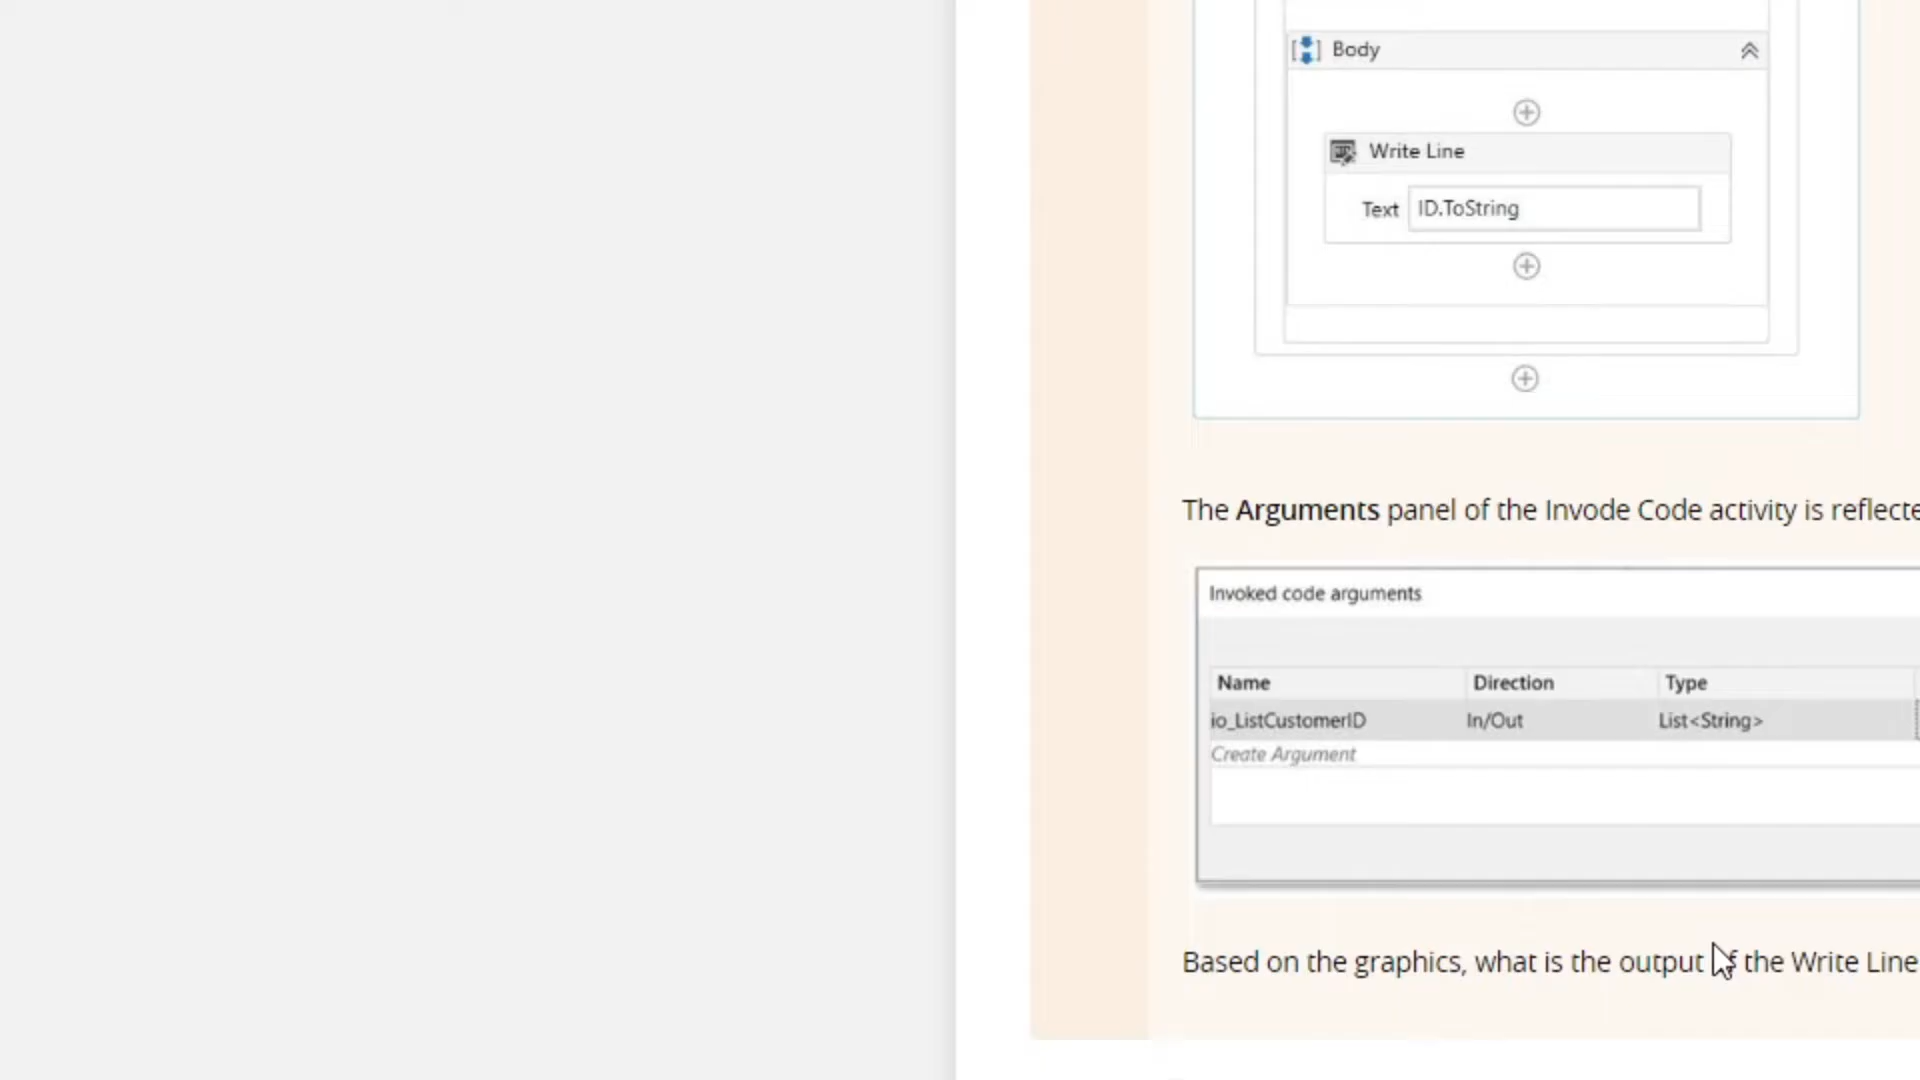 Body
Write Line
Text ID.ToString
The Arguments panel of the Invode Code activity is
Invoked code arguments
Name Direction Type
io_ListCustomerID In/Out List<String>
Create Argument
Based on the graphics, what is the output of the Write Line